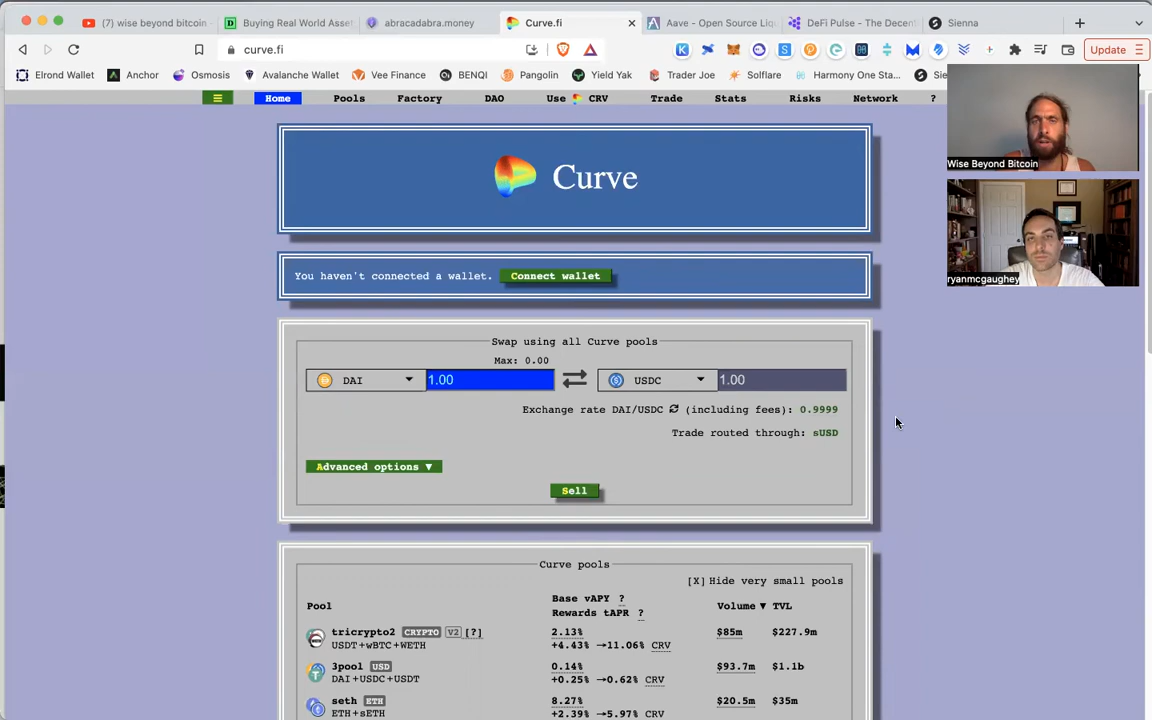 (7) wise beyond bitcoin
Buying Real World Asset
abracadabra.money
Curve.fi
Aave - Open Source Liq
DeFi Pulse - The Decen
Sienna
curve.fi
Update
Elrond Wallet
Anchor
Osmosis
Avalanche Wallet
Vee Finance
BENQI
Pangolin
Yield Yak
Trader Joe
Solflare
Harmony One Sta...
Sie
Home
Pools
Factory
DAO
Use CRV
Trade
Stats
Risks
Network
?
Curve
Wise Beyond Bitcoin
ryanmcgaughey
You haven't connected a wallet. Connect wallet
Swap using all Curve pools
Max: 0.00
DAI 1.00 USDC 1.00
Exchange rate DAI/USDC (including fees): 0.9999
Trade routed through: sUSD
Advanced options ▼
Sell
Curve pools
[X] Hide very small pools
Pool Base vAPY ? Volume ▼ TVL
Rewards tAPR ?
tricrypto2 CRYPTO V2 [?] 2.13% $85m $227.9m
USDT+wBTC+WETH +4.43% →11.06% CRV
3pool USD 0.14% $93.7m $1.1b
DAI+USDC+USDT +0.25% →0.62% CRV
seth ETH 8.27% $20.5m $35m
ETH+sETH +2.39% →5.97% CRV